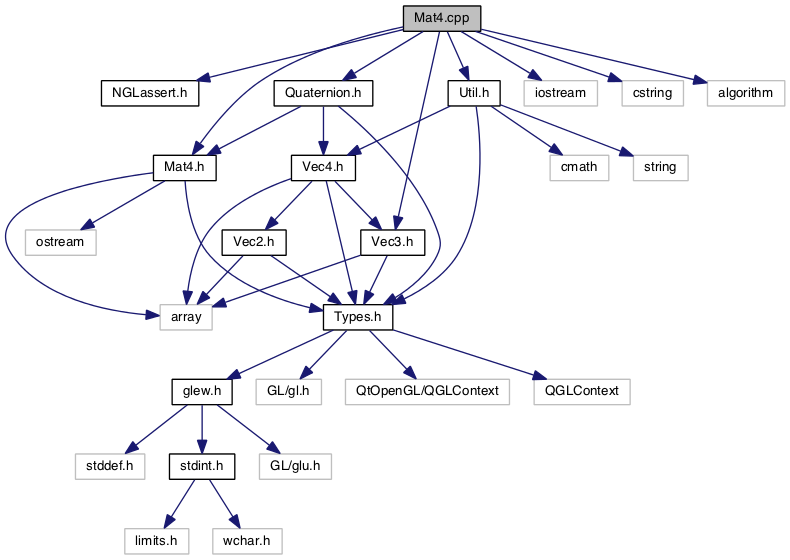 Mat4.cpp
NGLassert.h
Quaternion.h
Util.h
iostream
cstring
algorithm
Mat4.h
Vec4.h
cmath
string
ostream
Vec2.h
Vec3.h
array
Types.h
glew.h
GL/gl.h
QtOpenGL/QGLContext
QGLContext
stddef.h
stdint.h
GL/glu.h
limits.h
wchar.h